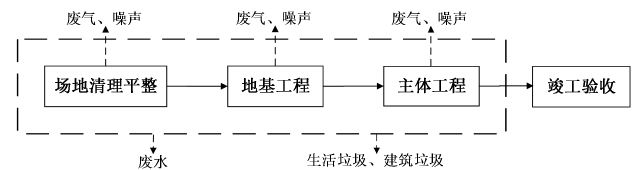 废气、噪声 废气、噪声 废气、噪声
场地清理平整 地基工程 主体工程 竣工验收
废水 生活垃圾、建筑垃圾